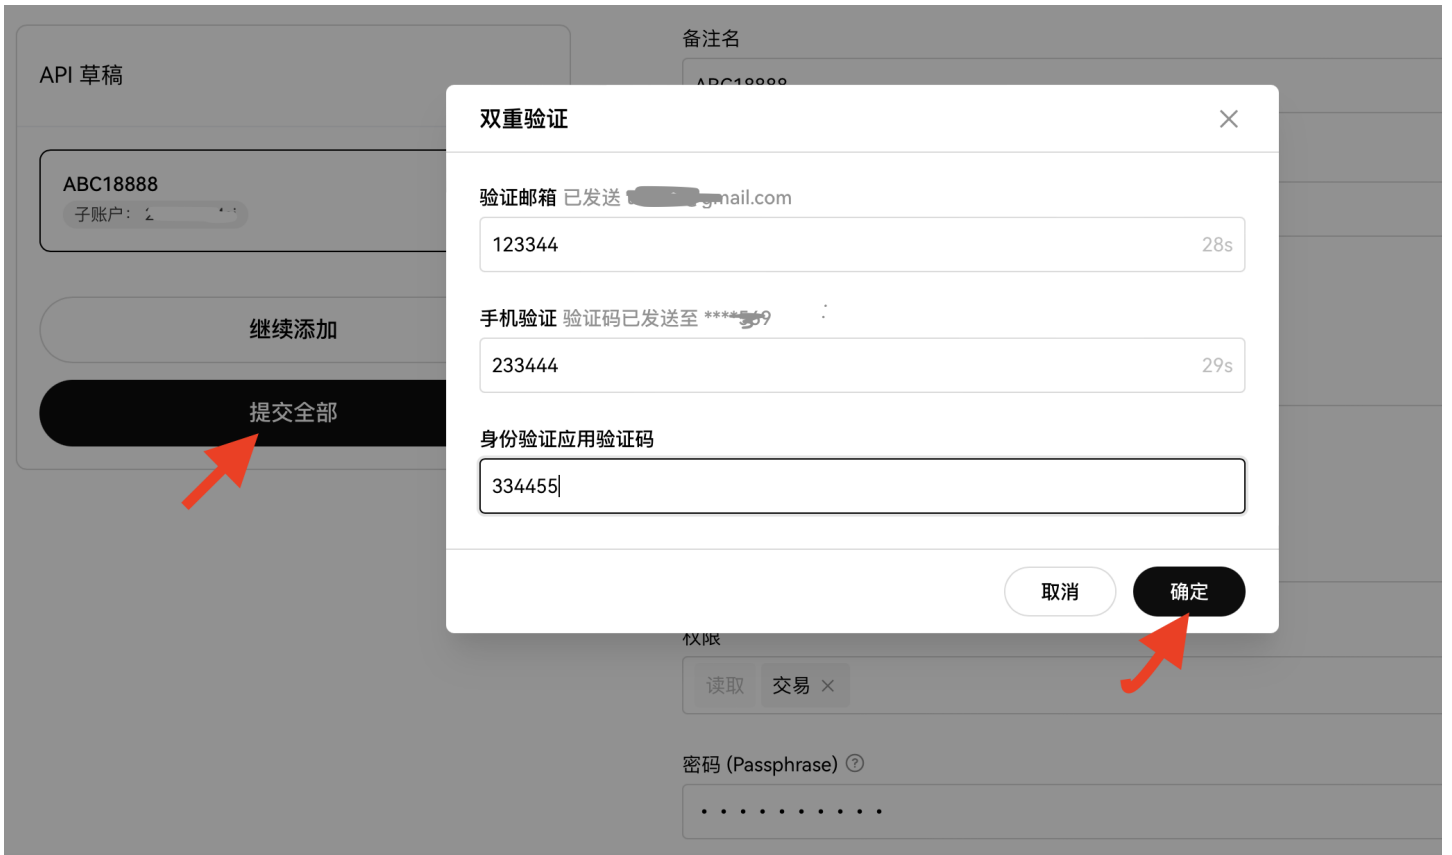 API 草稿
ABC18888
子账户：
继续添加
提交全部
备注名
ABC18888
双重验证
验证邮箱 已发送 gmail.com
123344
28s
手机验证 验证码已发送至 ****569
233444
29s
身份验证应用验证码
334455
取消
确定
权限
读取
交易 ×
密码 (Passphrase) ?
••••••••••